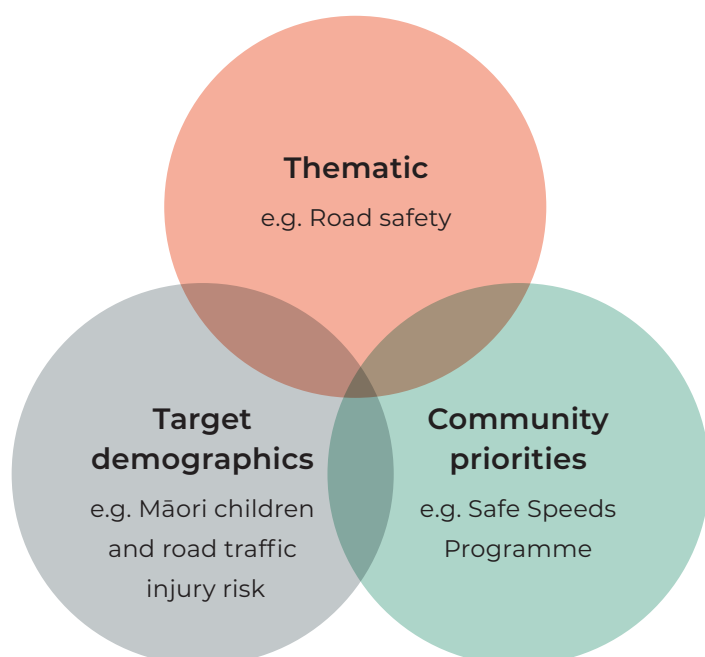 Thematic
e.g. Road safety
Target
demographics
e.g. Māori children
and road traffic
injury risk
Community
priorities
e.g. Safe Speeds
Programme